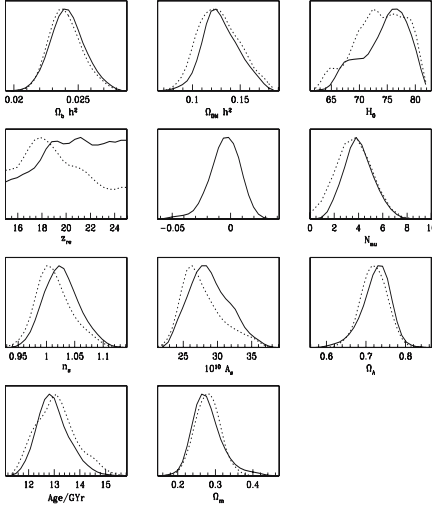 0.02 0.025
Ω_b h²
0.1 0.15
Ω_DM h²
65 70 75 80
H_0
16 18 20 22 24
z_re
-0.05 0
0 2 4 6 8 10
N_nu
0.95 1 1.05 1.1
n_s
25 30 35
10¹⁰ A_s
0.6 0.7 0.8
Ω_Λ
12 13 14 15
Age/GYr
0.2 0.3 0.4
Ω_m